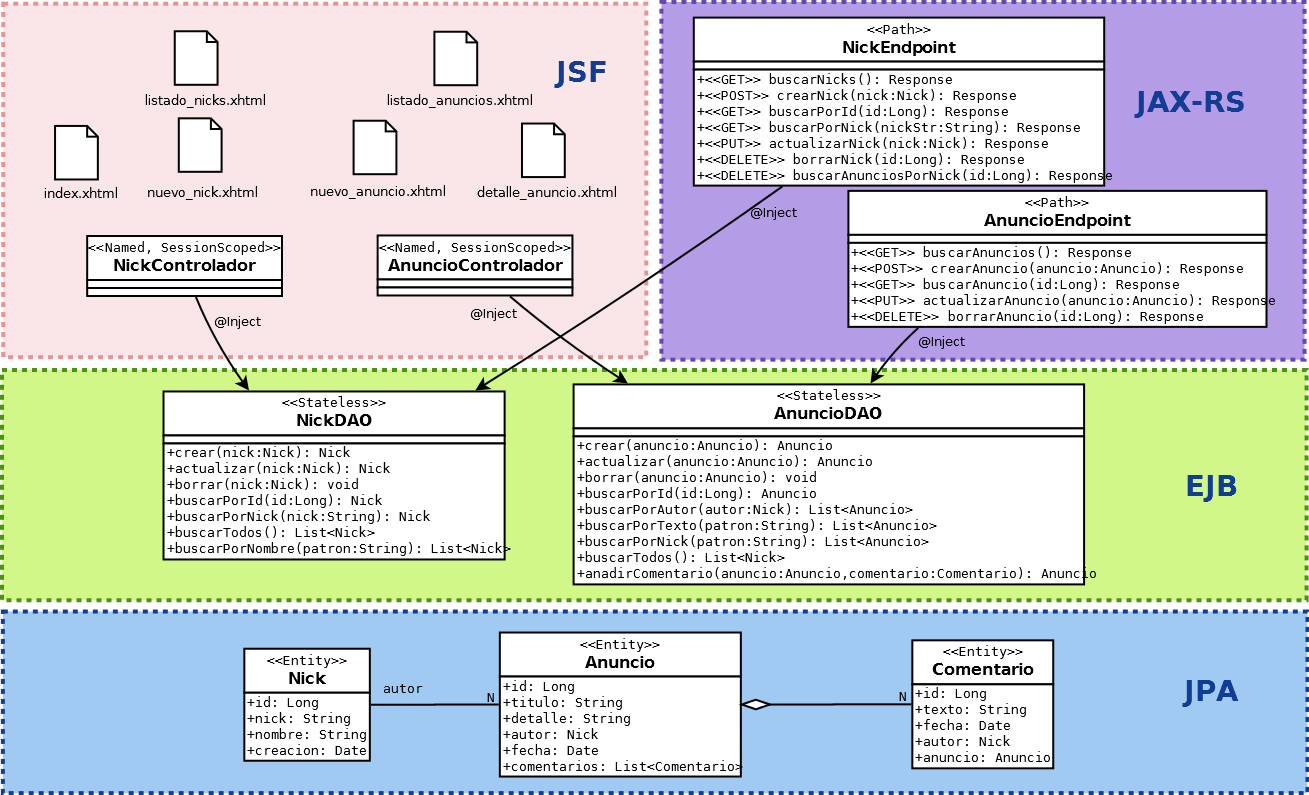 listado_nicks.xhtml
listado_anuncios.xhtml
JSF
index.xhtml
nuevo_nick.xhtml
nuevo_anuncio.xhtml
detalle_anuncio.xhtml
<<Named, SessionScoped>>
NickControlador
<<Named, SessionScoped>>
AnuncioControlador
@Inject
@Inject
<<Path>>
NickEndpoint
+<<GET>> buscarNicks(): Response
+<<POST>> crearNick(nick:Nick): Response
+<<GET>> buscarPorId(id:Long): Response
+<<GET>> buscarPorNick(nickStr:String): Response
+<<PUT>> actualizarNick(nick:Nick): Response
+<<DELETE>> borrarNick(id:Long): Response
+<<DELETE>> buscarAnunciosPorNick(id:Long): Response
JAX-RS
@Inject
<<Path>>
AnuncioEndpoint
+<<GET>> buscarAnuncios(): Response
+<<POST>> crearAnuncio(anuncio:Anuncio): Response
+<<GET>> buscarAnuncio(id:Long): Response
+<<PUT>> actualizarAnuncio(anuncio:Anuncio): Response
+<<DELETE>> borrarAnuncio(id:Long): Response
@Inject
<<Stateless>>
NickDAO
+crear(nick:Nick): Nick
+actualizar(nick:Nick): Nick
+borrar(nick:Nick): void
+buscarPorId(id:Long): Nick
+buscarPorNick(nick:String): Nick
+buscarTodos(): List<Nick>
+buscarPorNombre(patron:String): List<Nick>
<<Stateless>>
AnuncioDAO
+crear(anuncio:Anuncio): Anuncio
+actualizar(anuncio:Anuncio): Anuncio
+borrar(anuncio:Anuncio): void
+buscarPorId(id:Long): Anuncio
+buscarPorAutor(autor:Nick): List<Anuncio>
+buscarPorTexto(patron:String): List<Anuncio>
+buscarPorNick(patron:String): List<Anuncio>
+buscarTodos(): List<Nick>
+anadirComentario(anuncio:Anuncio,comentario:Comentario): Anuncio
EJB
<<Entity>>
Nick
+id: Long
+nick: String
+nombre: String
+creacion: Date
autor
N
<<Entity>>
Anuncio
+id: Long
+titulo: String
+detalle: String
+autor: Nick
+fecha: Date
+comentarios: List<Comentario>
N
<<Entity>>
Comentario
+id: Long
+texto: String
+fecha: Date
+autor: Nick
+anuncio: Anuncio
JPA